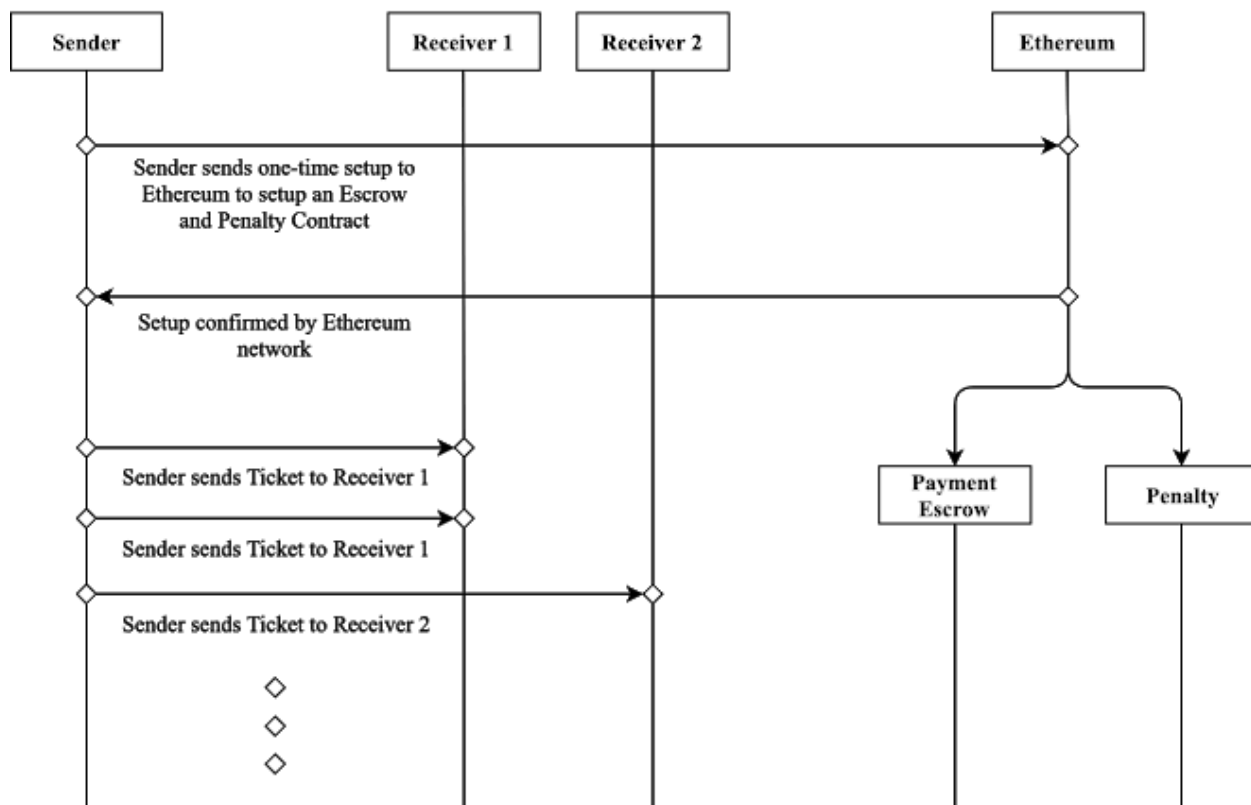 Sender
Receiver 1
Receiver 2
Ethereum
Sender sends one-time setup to
Ethereum to setup an Escrow
and Penalty Contract
Setup confirmed by Ethereum
network
Sender sends Ticket to Receiver 1
Payment
Escrow
Penalty
Sender sends Ticket to Receiver 1
Sender sends Ticket to Receiver 2